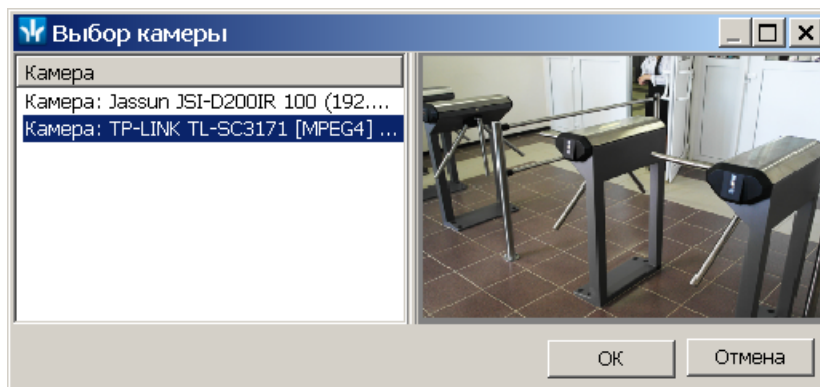 Выбор камеры
Камера
Камера: Jassun JSI-D200IR 100 (192....
Камера: TP-LINK TL-SC3171 [MPEG4] ...
ОК
Отмена